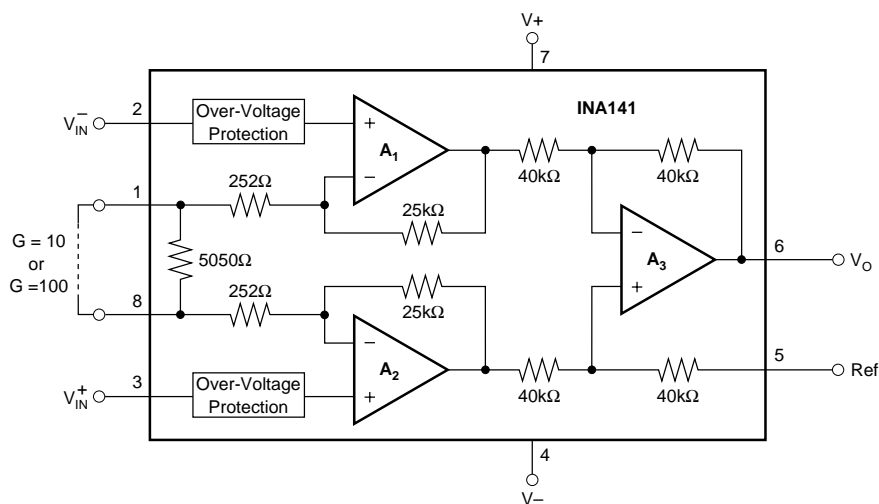 V+
7
INA141
2
V⁻IN
Over-Voltage
Protection
+
A1
−
40kΩ
40kΩ
1
252Ω
25kΩ
G = 10
or
G =100
5050Ω
−
A3
+
6
VO
8
252Ω
25kΩ
−
A2
+
5
Ref
3
V⁺IN
Over-Voltage
Protection
40kΩ
40kΩ
4
V−